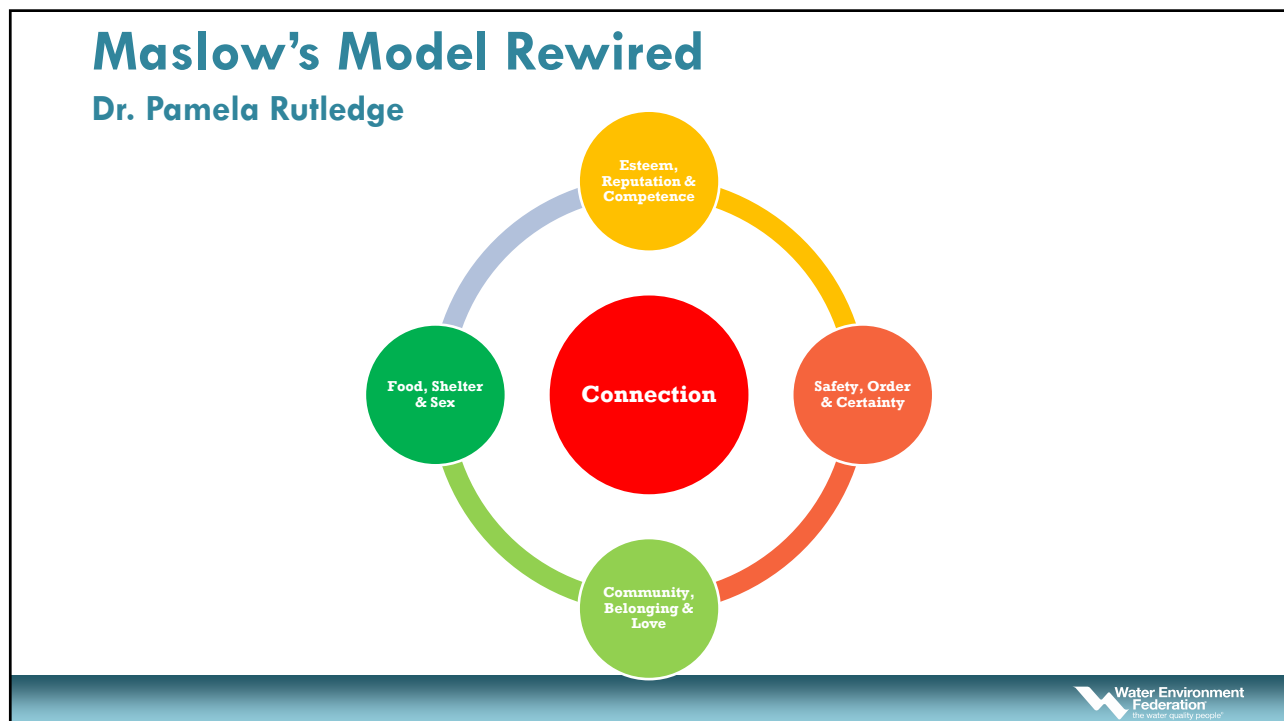 Maslow's Model Rewired
Dr. Pamela Rutledge
Esteem,
Reputation &
Competence
Food, Shelter
& Sex
Connection
Safety, Order
& Certainty
Community,
Belonging &
Love
Water Environment
Federation
the water quality people®